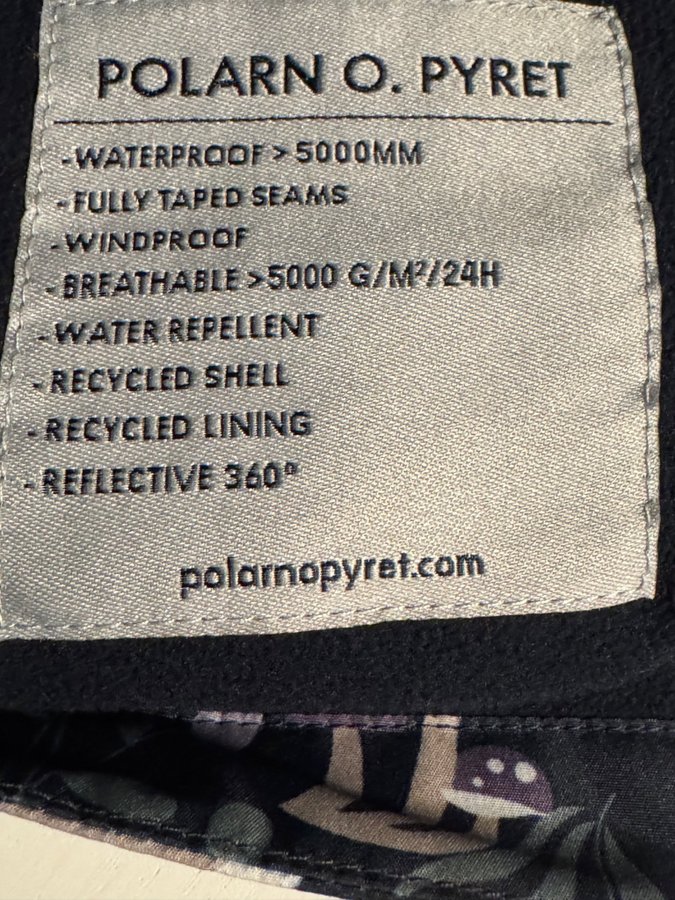 POLARN O. PYRET
-WATERPROOF >5000MM
-FULLY TAPED SEAMS
-WINDPROOF
-BREATHABLE >5000 G/M²/24H
-WATER REPELLENT
-RECYCLED SHELL
-RECYCLED LINING
-REFLECTIVE 360°
polarnopyret.com